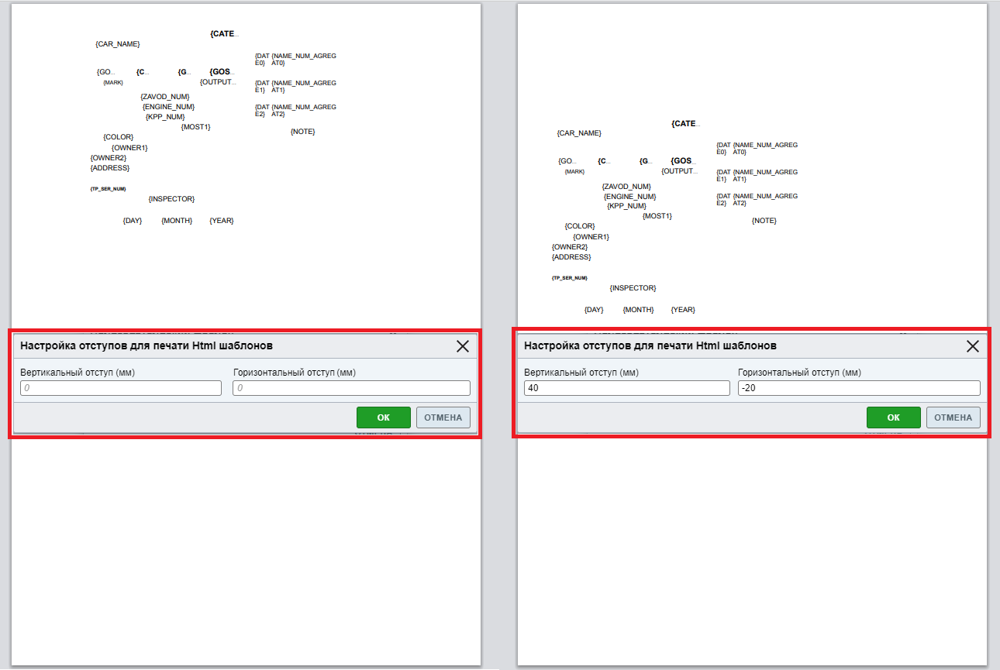 {CATE...
{CAR_NAME}
{DAT {NAME_NUM_AGREG
E0} AT0}
{GO... {C... {G... {GOS...
{MARK} {OUTPUT...
{DAT {NAME_NUM_AGREG
E1} AT1}
{ZAVOD_NUM}
{ENGINE_NUM}
{DAT {NAME_NUM_AGREG
E2} AT2}
{KPP_NUM}
{MOST1}
{NOTE}
{COLOR}
{OWNER1}
{OWNER2}
{ADDRESS}
{TP_SER_NUM}
{INSPECTOR}
{DAY} {MONTH} {YEAR}
Настройка отступов для печати Html шаблонов
Вертикальный отступ (мм) Горизонтальный отступ (мм)
0 0
ОК ОТМЕНА
{CATE...
{CAR_NAME}
{DAT {NAME_NUM_AGREG
E0} AT0}
{GO... {C... {G... {GOS...
{MARK} {OUTPUT...
{DAT {NAME_NUM_AGREG
E1} AT1}
{ZAVOD_NUM}
{ENGINE_NUM}
{DAT {NAME_NUM_AGREG
E2} AT2}
{KPP_NUM}
{MOST1}
{NOTE}
{COLOR}
{OWNER1}
{OWNER2}
{ADDRESS}
{TP_SER_NUM}
{INSPECTOR}
{DAY} {MONTH} {YEAR}
Настройка отступов для печати Html шаблонов
Вертикальный отступ (мм) Горизонтальный отступ (мм)
40 -20
ОК ОТМЕНА